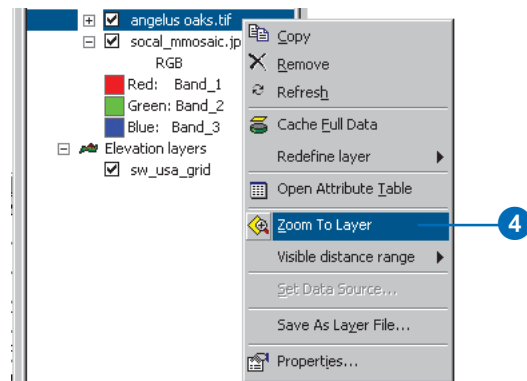 angelus oaks.tif
socal_mmosaic.jp
RGB
Red: Band_1
Green: Band_2
Blue: Band_3
Elevation layers
sw_usa_grid
Copy
Remove
Refresh
Cache Full Data
Redefine layer
Open Attribute Table
Zoom To Layer
4
Visible distance range
Set Data Source...
Save As Layer File...
Properties...